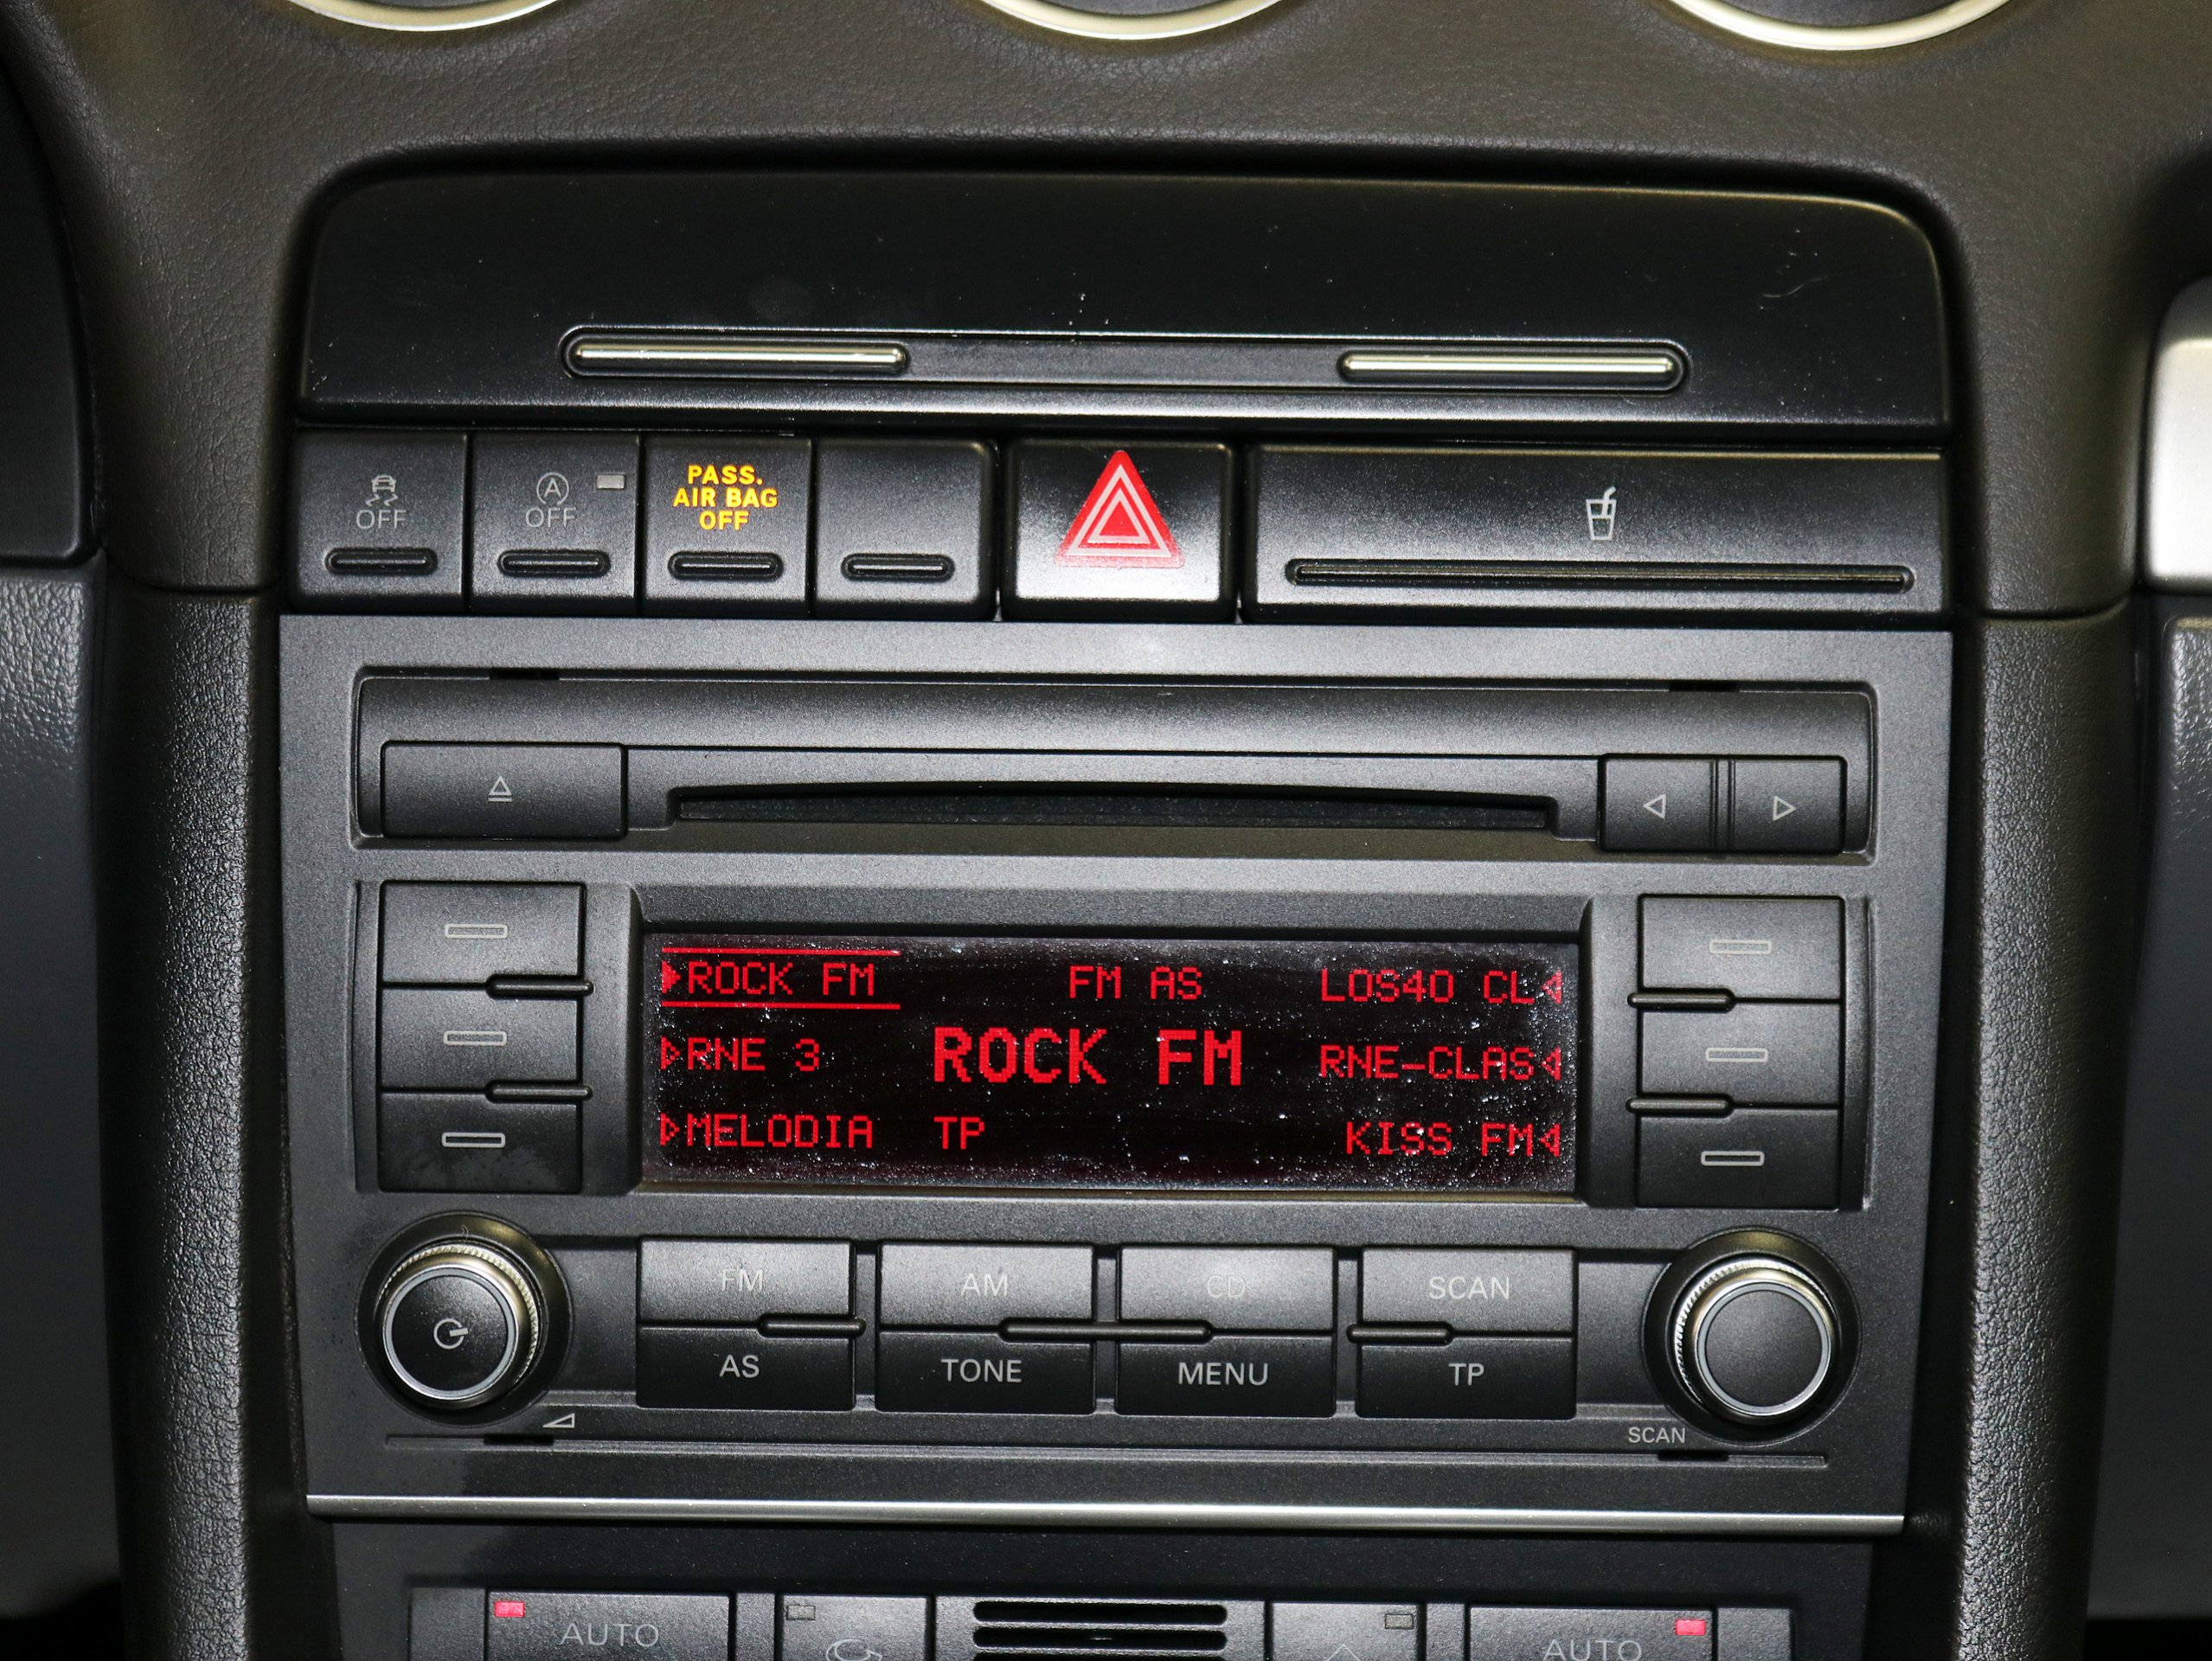 OFF
A
OFF
PASS.
AIR BAG
OFF
ROCK FM FM AS LOS40 CL
RNE 3 ROCK FM RNE-CLAS
MELODIA TP KISS FM
FM AM CD SCAN
AS TONE MENU TP
SCAN
AUTO AUTO